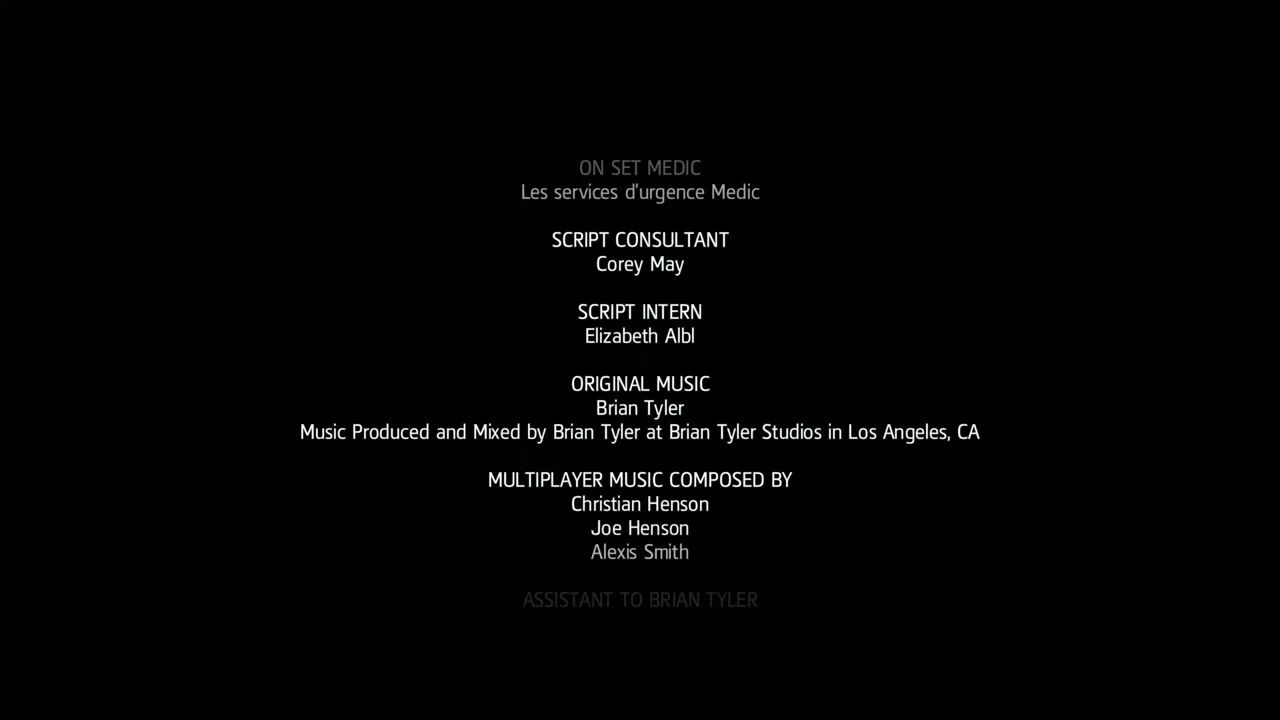 ON SET MEDIC
Les services d'urgence Medic
SCRIPT CONSULTANT
Corey May
SCRIPT INTERN
Elizabeth Albl
ORIGINAL MUSIC
Brian Tyler
Music Produced and Mixed by Brian Tyler at Brian Tyler Studios in Los Angeles, CA
MULTIPLAYER MUSIC COMPOSED BY
Christian Henson
Joe Henson
Alexis Smith
ASSISTANT TO BRIAN TYLER